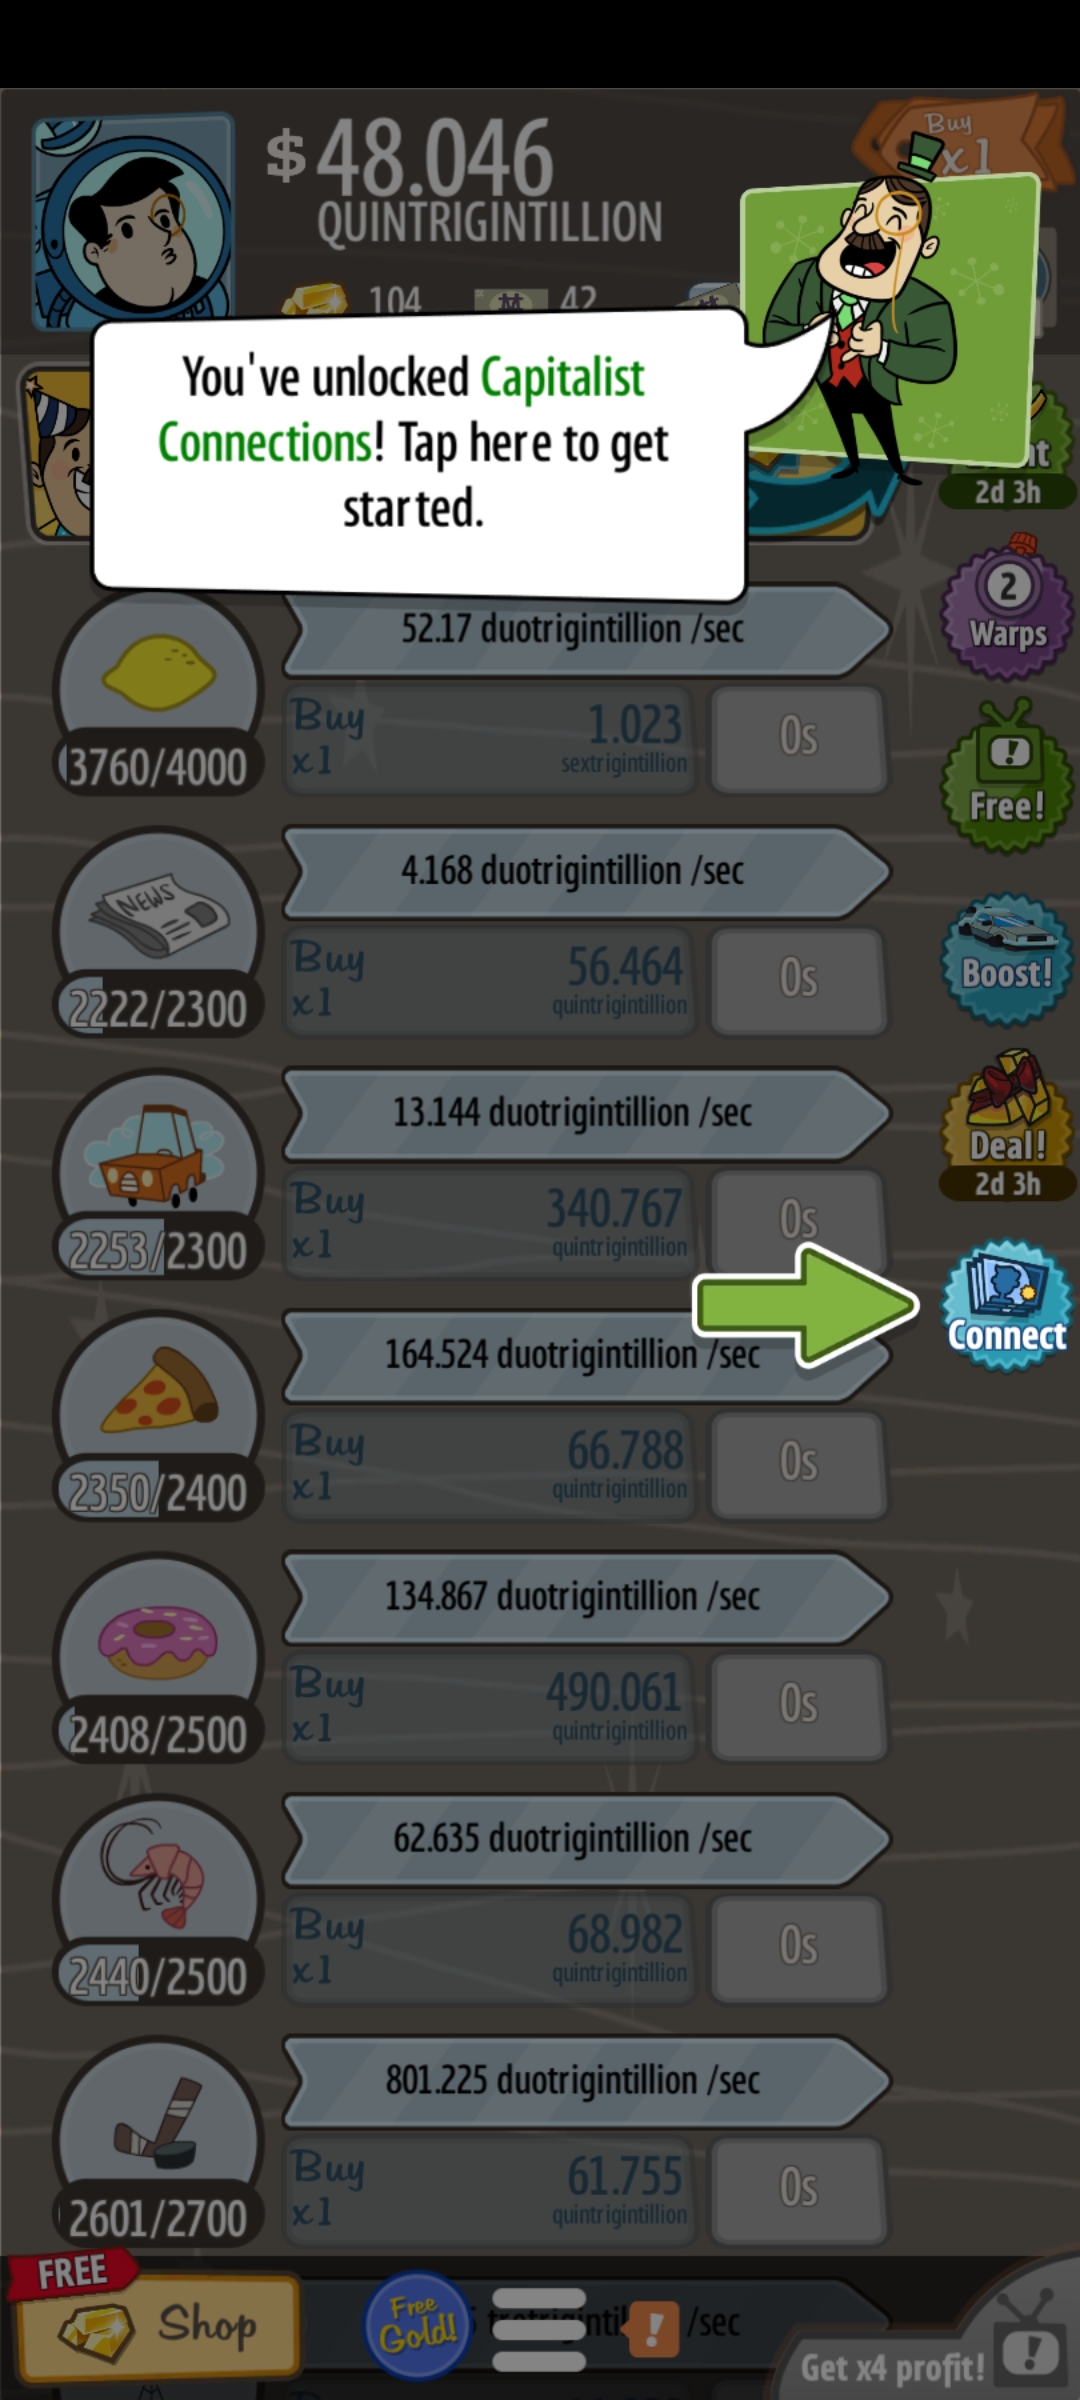 $ 48.046
QUINTRIGINTILLION
Buy
x1
104
42
You've unlocked Capitalist
Connections! Tap here to get
started.
2d 3h
52.17 duotrigintillion /sec
2
Warps
Buy
x1
1.023
sextrigintillion
0s
3760/4000
!
Free!
4.168 duotrigintillion /sec
NEWS
Buy
x1
56.464
quintrigintillion
0s
2222/2300
Boost!
13.144 duotrigintillion /sec
Deal!
2d 3h
Buy
x1
340.767
quintrigintillion
0s
2253/2300
Connect
164.524 duotrigintillion /sec
Buy
x1
66.788
quintrigintillion
0s
2350/2400
134.867 duotrigintillion /sec
Buy
x1
490.061
quintrigintillion
0s
2408/2500
62.635 duotrigintillion /sec
Buy
x1
68.982
quintrigintillion
0s
2440/2500
801.225 duotrigintillion /sec
Buy
x1
61.755
quintrigintillion
0s
2601/2700
FREE
Shop
Free
Gold!
!
/sec
Get x4 profit!
!